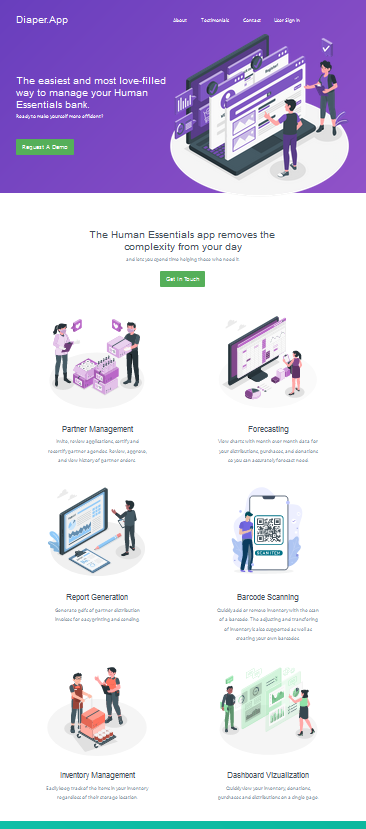 Diaper.App
About Testimonials Contact User Sign In
The easiest and most love-filled
way to manage your Human
Essentials bank.
Ready to make yourself more efficient?
Request A Demo
The Human Essentials app removes the
complexity from your day
and lets you spend time helping those who need it
Get In Touch
Partner Management
Invite, review applications, certify and
recertify partner agencies. Review, approve,
and view history of partner orders.
Forecasting
View charts with month over month data for
your distributions, purchases, and donations
so you can accurately forecast need.
Report Generation
Generate pdfs of partner distribution
invoices for easy printing and sending.
SCAN ITEM
Barcode Scanning
Quickly add or remove inventory with the scan
of a barcode. The adjusting and transferring
of inventory is also supported as well as
creating your own barcodes.
Inventory Management
Easily keep track of the items in your inventory
regardless of their storage location.
Dashboard Vizualization
Quickly view your inventory, donations,
purchases and distributions on a single page.